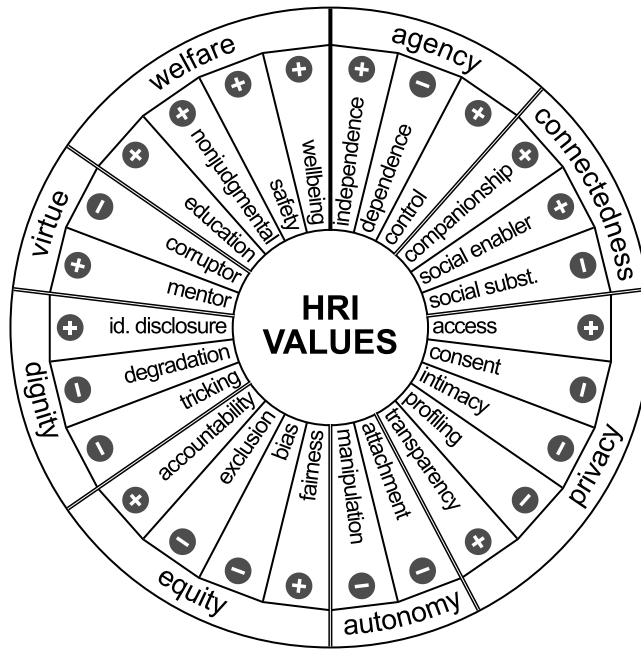 HRI
VALUES
agency
independence
dependence
control
connectedness
companionship
social enabler
social subst.
privacy
access
consent
intimacy
profiling
transparency
autonomy
attachment
manipulation
equity
fairness
bias
exclusion
accountability
dignity
tricking
degradation
id. disclosure
virtue
mentor
corruptor
welfare
education
nonjudgmental
safety
wellbeing